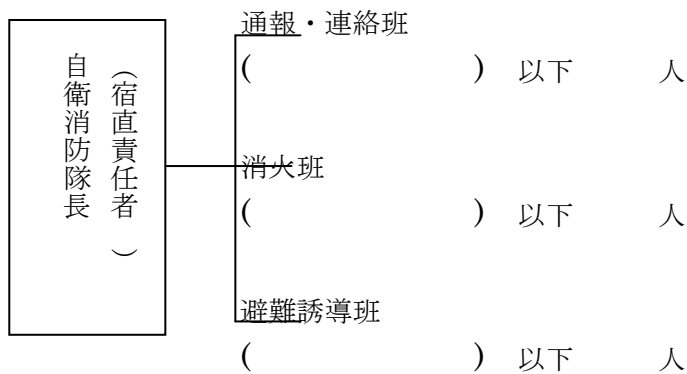 自衛消防隊長
（宿直責任者　）
通報・連絡班
(　　　　　　　) 以下　　人
消火班
(　　　　　　　) 以下　　人
避難誘導班
(　　　　　　　) 以下　　人